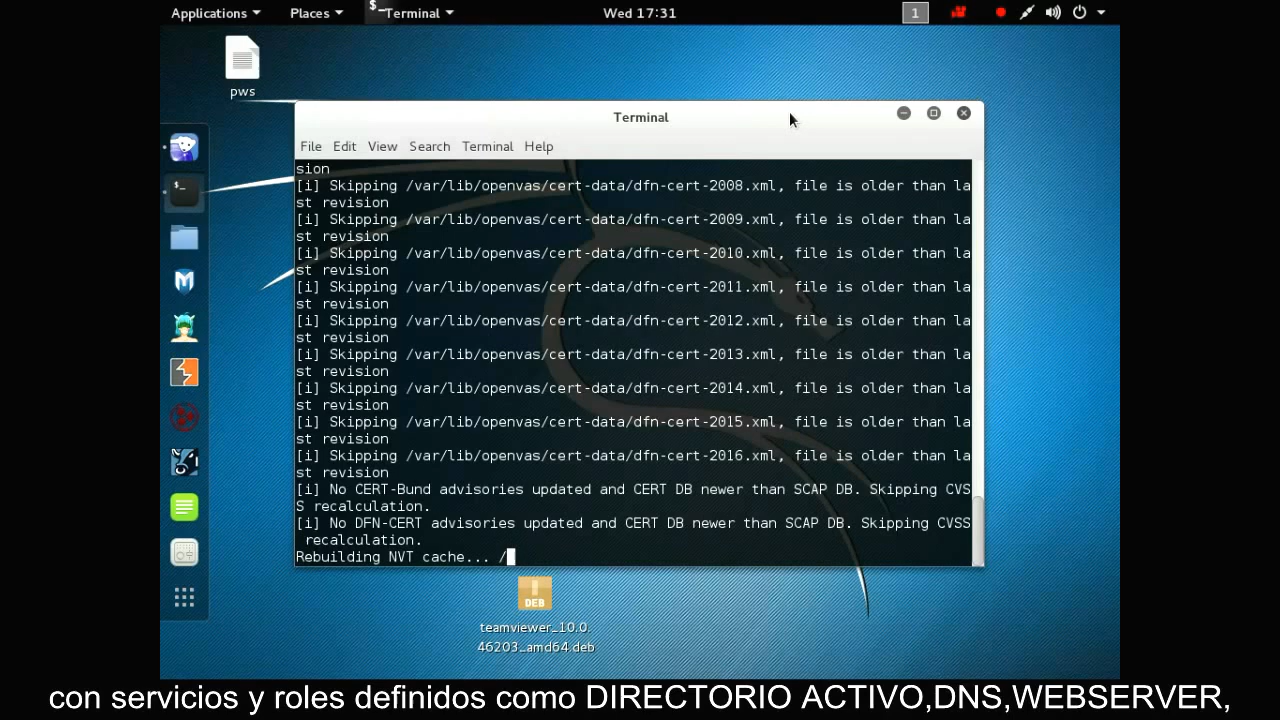 Applications Places Terminal Wed 17:31 1
pws
Terminal
File Edit View Search Terminal Help
sion
[i] Skipping /var/lib/openvas/cert-data/dfn-cert-2008.xml, file is older than la
st revision
[i] Skipping /var/lib/openvas/cert-data/dfn-cert-2009.xml, file is older than la
st revision
[i] Skipping /var/lib/openvas/cert-data/dfn-cert-2010.xml, file is older than la
st revision
[i] Skipping /var/lib/openvas/cert-data/dfn-cert-2011.xml, file is older than la
st revision
[i] Skipping /var/lib/openvas/cert-data/dfn-cert-2012.xml, file is older than la
st revision
[i] Skipping /var/lib/openvas/cert-data/dfn-cert-2013.xml, file is older than la
st revision
[i] Skipping /var/lib/openvas/cert-data/dfn-cert-2014.xml, file is older than la
st revision
[i] Skipping /var/lib/openvas/cert-data/dfn-cert-2015.xml, file is older than la
st revision
[i] Skipping /var/lib/openvas/cert-data/dfn-cert-2016.xml, file is older than la
st revision
[i] No CERT-Bund advisories updated and CERT DB newer than SCAP DB. Skipping CVS
S recalculation.
[i] No DFN-CERT advisories updated and CERT DB newer than SCAP DB. Skipping CVSS
recalculation.
Rebuilding NVT cache... /
DEB
teamviewer_10.0.
46203_amd64.deb
con servicios y roles definidos como DIRECTORIO ACTIVO,DNS,WEBSERVER,